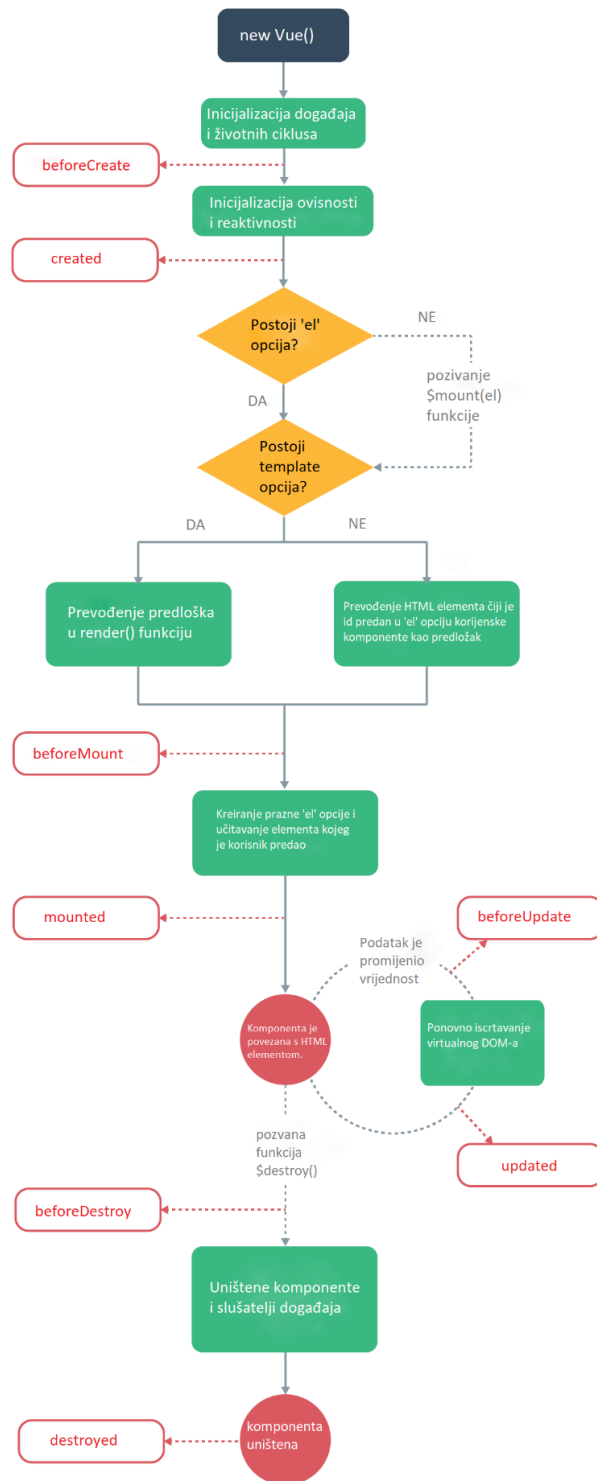 new Vue()
Inicijalizacija događaja
i životnih ciklusa
beforeCreate
Inicijalizacija ovisnosti
i reaktivnosti
created
Postoji 'el'
opcija?
NE
pozivanje
$mount(el)
funkcije
DA
Postoji
template
opcija?
DA
NE
Prevođenje predloška
u render() funkciju
Prevođenje HTML elementa čiji je
id predan u 'el' opciju korijenske
komponente kao predložak
beforeMount
Kreiranje prazne 'el' opcije i
učitavanje elementa kojeg
je korisnik predao
mounted
beforeUpdate
Podatak je
promijenio
vrijednost
Komponenta je
povezana s HTML
elementom.
Ponovno iscrtavanje
virtualnog DOM-a
pozvana
funkcija
$destroy()
updated
beforeDestroy
Uništene komponente
i slušatelji događaja
komponenta
uništena
destroyed